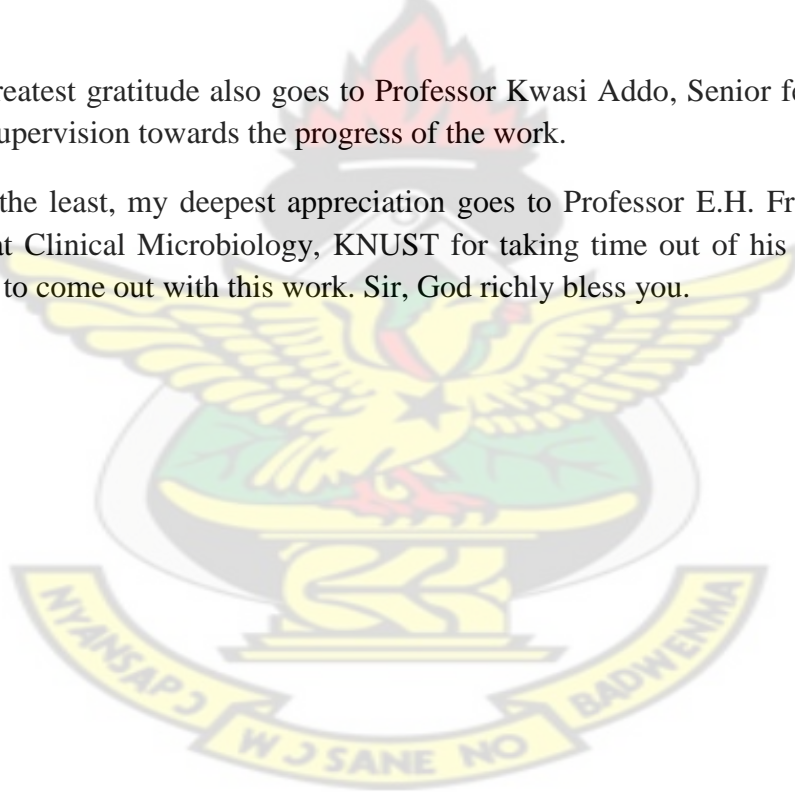 reatest gratitude also goes to Professor Kwasi Addo, Senior fe
upervision towards the progress of the work.
the least, my deepest appreciation goes to Professor E.H. Fr
at Clinical Microbiology, KNUST for taking time out of his
to come out with this work. Sir, God richly bless you.
NYANSAPƆ
WƆSANE NO
BADWENMA